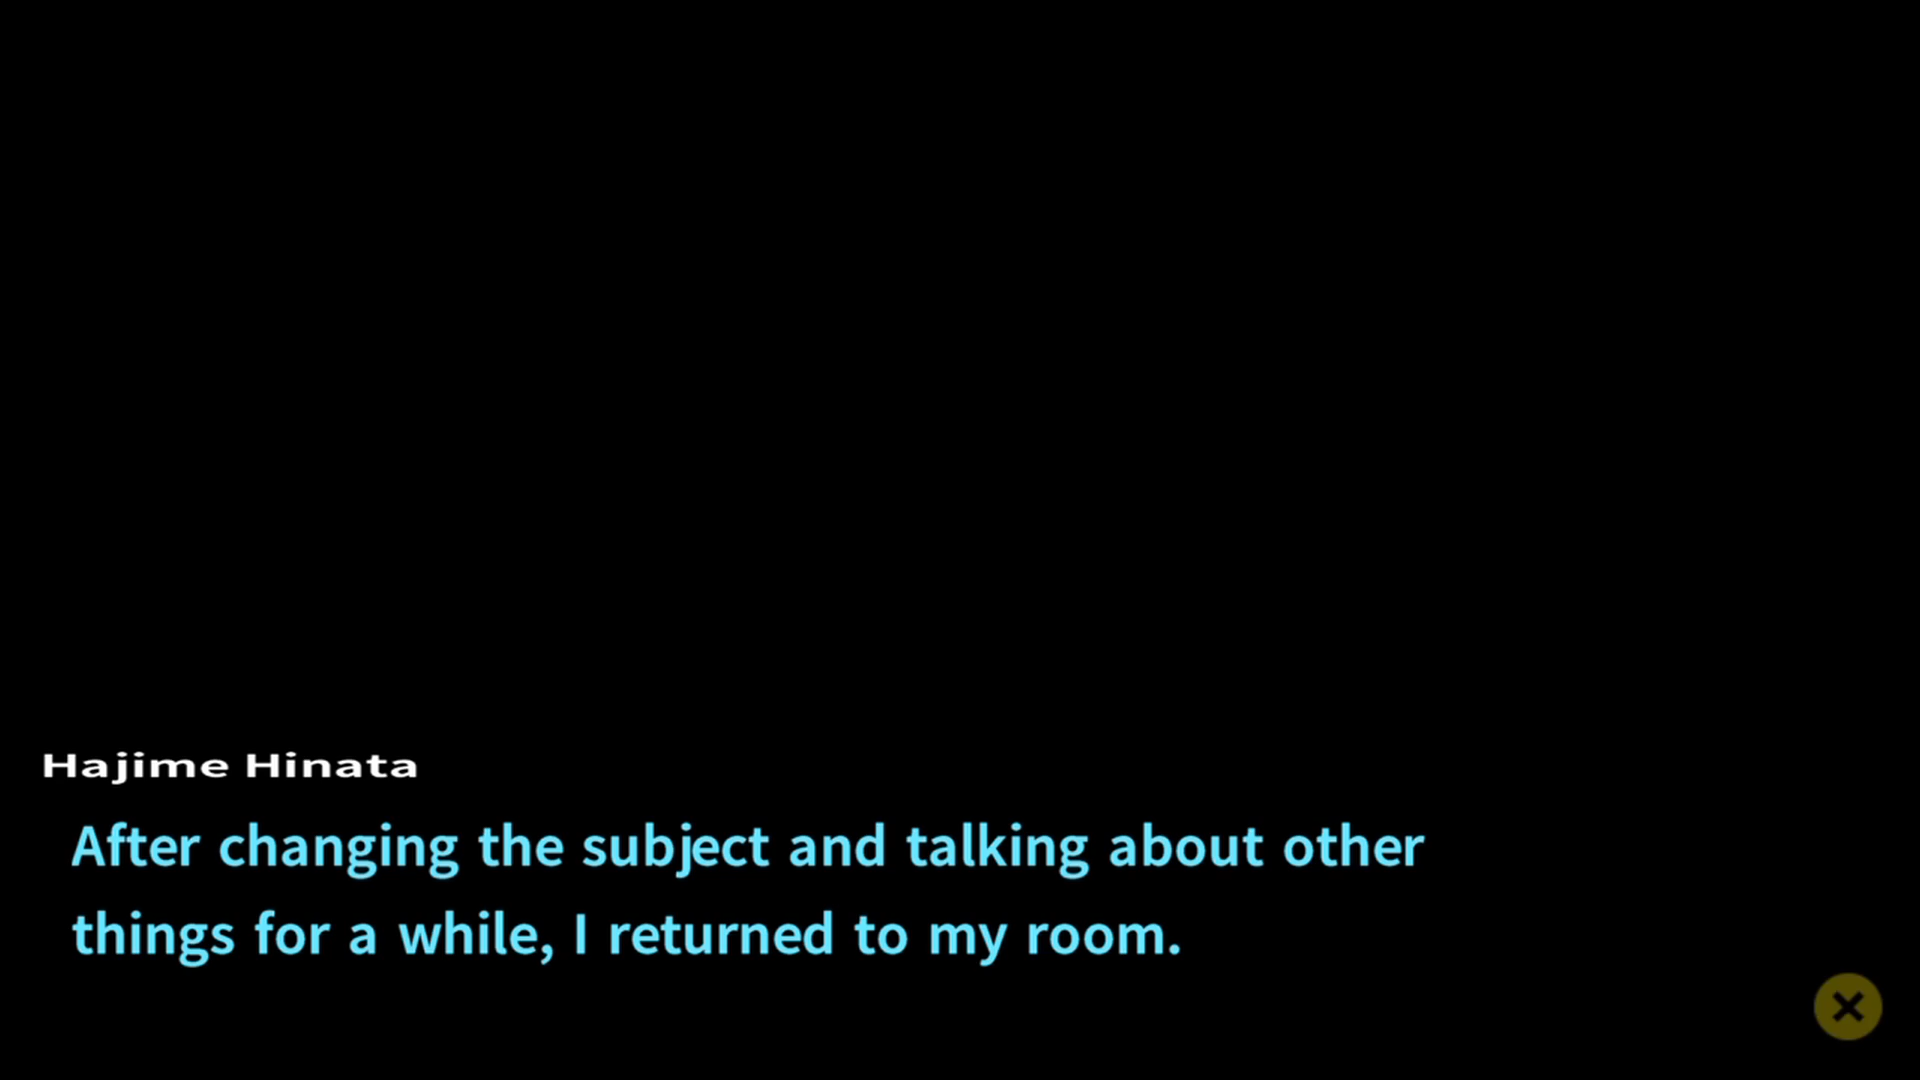 Hajime Hinata
After changing the subject and talking about other
things for a while, I returned to my room.